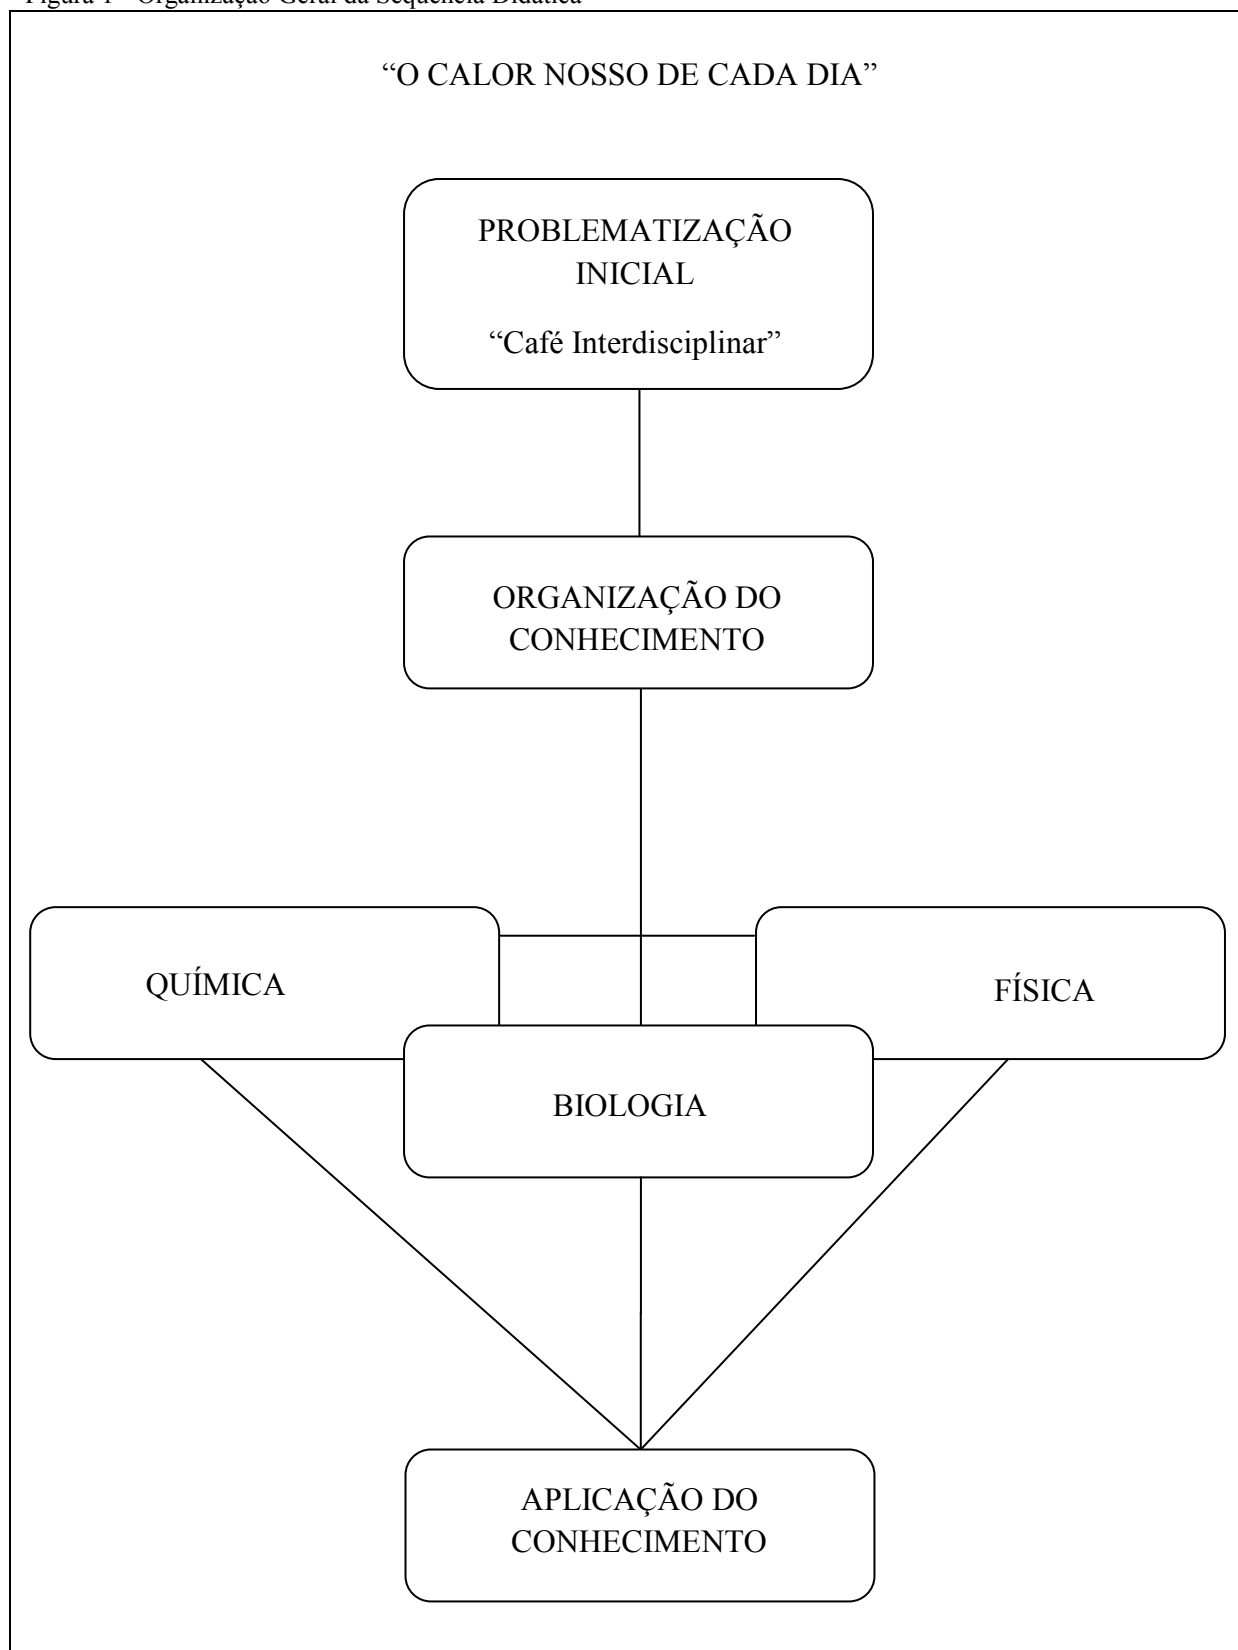 Figura 1 - Organização Geral da Sequência Didática
“O CALOR NOSSO DE CADA DIA”
PROBLEMATIZAÇÃO
INICIAL
“Café Interdisciplinar”
ORGANIZAÇÃO DO
CONHECIMENTO
QUÍMICA
FÍSICA
BIOLOGIA
APLICAÇÃO DO
CONHECIMENTO